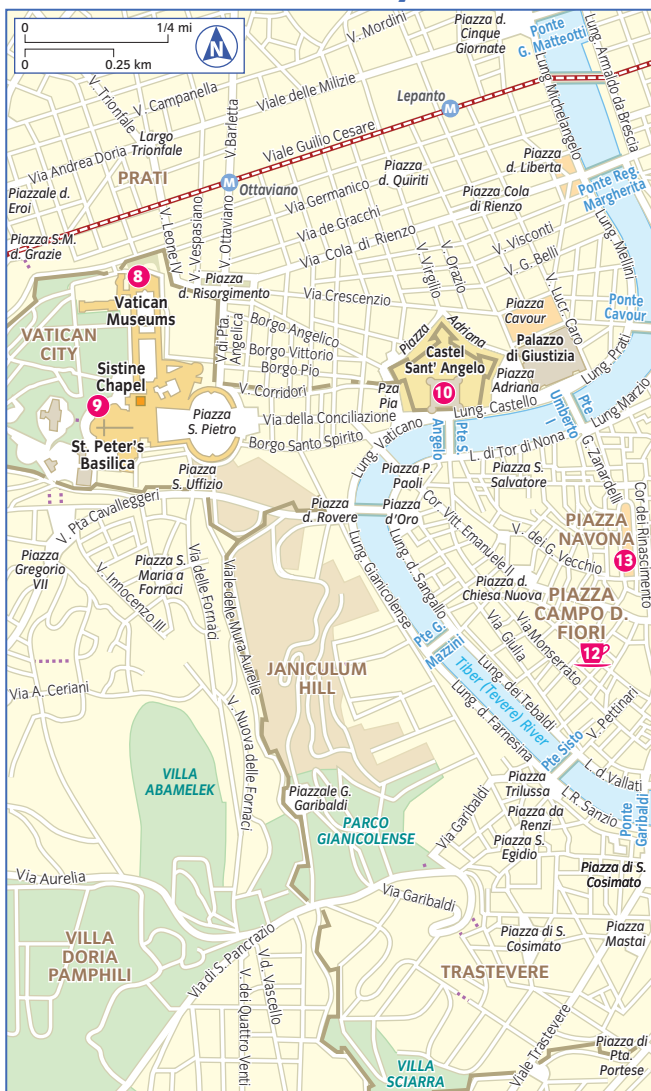 0 1/4 mi
0 0.25 km
N
Piazza d.
Cinque
Giornate
Ponte
G. Matteotti
Lung. Armaldo da Brescia
V. Mordini
Lung. Michelangelo
V. Trionfale
V. Campanella
Viale delle Milizie
V. Barletta
Lepanto
M
Largo
Trionfale
Viale Guilio Cesare
Via Andrea Doria
PRATI
M
Ottaviano
Piazza
d. Quiriti
Piazza
d. Liberta
Ponte Reg.
Margherita
Piazzale d.
Eroi
Via Germanico
Piazza Cola
di Rienzo
Piazza S.M.
d. Grazie
V. Leone IV
V. Vespasiano
V. Ottaviano
Via de Gracchi
Via Cola di Rienzo
V. Virgilio
V. Orazio
V. Visconti
V. G. Belli
Lung. Mellini
8
Vatican
Museums
Piazza
d. Risorgimento
Via Crescenzio
Piazza
Cavour
V. Lucr. Caro
Ponte
Cavour
VATICAN
CITY
V. di Pta.
Angelica
Borgo Angelico
Borgo Vittorio
Borgo Pio
Piazza
Adriana
Castel
Sant' Angelo
10
Palazzo
di Giustizia
Sistine
Chapel
V. Corridori
Pza
Pia
Piazza
Adriana
Lung. Prati
9
Piazza
S. Pietro
Via della Conciliazione
Lung. Castello
Pte.
Umberto
I
Lung Marzio
St. Peter's
Basilica
Borgo Santo Spirito
Lung. Vaticano
Pte S.
Angelo
L. di Tor di Nona
G. Zanardelli
Piazza
S. Uffizio
Piazza P.
Paoli
Piazza S.
Salvatore
V. Pta Cavalleggeri
Piazza
d. Rovere
Piazza
d'Oro
Cor. Vitt. Emanuele II
V. dei G. Vecchio
PIAZZA
NAVONA
13
Cor dei Rinascimento
Piazza
Gregorio
VII
Piazza S.
Maria a
Fornaci
V. Innocenzo III
Via delle Fornaci
Viale delle Mura Aurelie
Lung. Gianicolense
Lung. d. Sangallo
Piazza d.
Chiesa Nuova
PIAZZA
CAMPO D.
FIORI
12
Via Giulia
Via Monserrato
Pte G.
Mazzini
JANICULUM
HILL
Via A. Ceriani
Tiber (Tevere) River
Lung. dei Tebaldi
V. Pettinari
V. Nuova delle Fornaci
Lung. d. Farnesina
Pte Sisto
VILLA
ABAMELEK
Piazzale G.
Garibaldi
Piazza
Trilussa
L. d. Vallati
L.R. Sanzio
Ponte
Garibaldi
PARCO
GIANICOLENSE
Via Garibaldi
Piazza da
Renzi
Piazza S.
Egidio
Piazza di S.
Cosimato
Via Aurelia
Via Garibaldi
VILLA
DORIA
PAMPHILI
Via di S. Pancrazio
V.d. Vascello
V. dei Quattro Venti.
Piazza di S.
Cosimato
Piazza
Mastai
TRASTEVERE
Viale Trastevere
Piazza di
Pta.
Portese
VILLA
SCIARRA